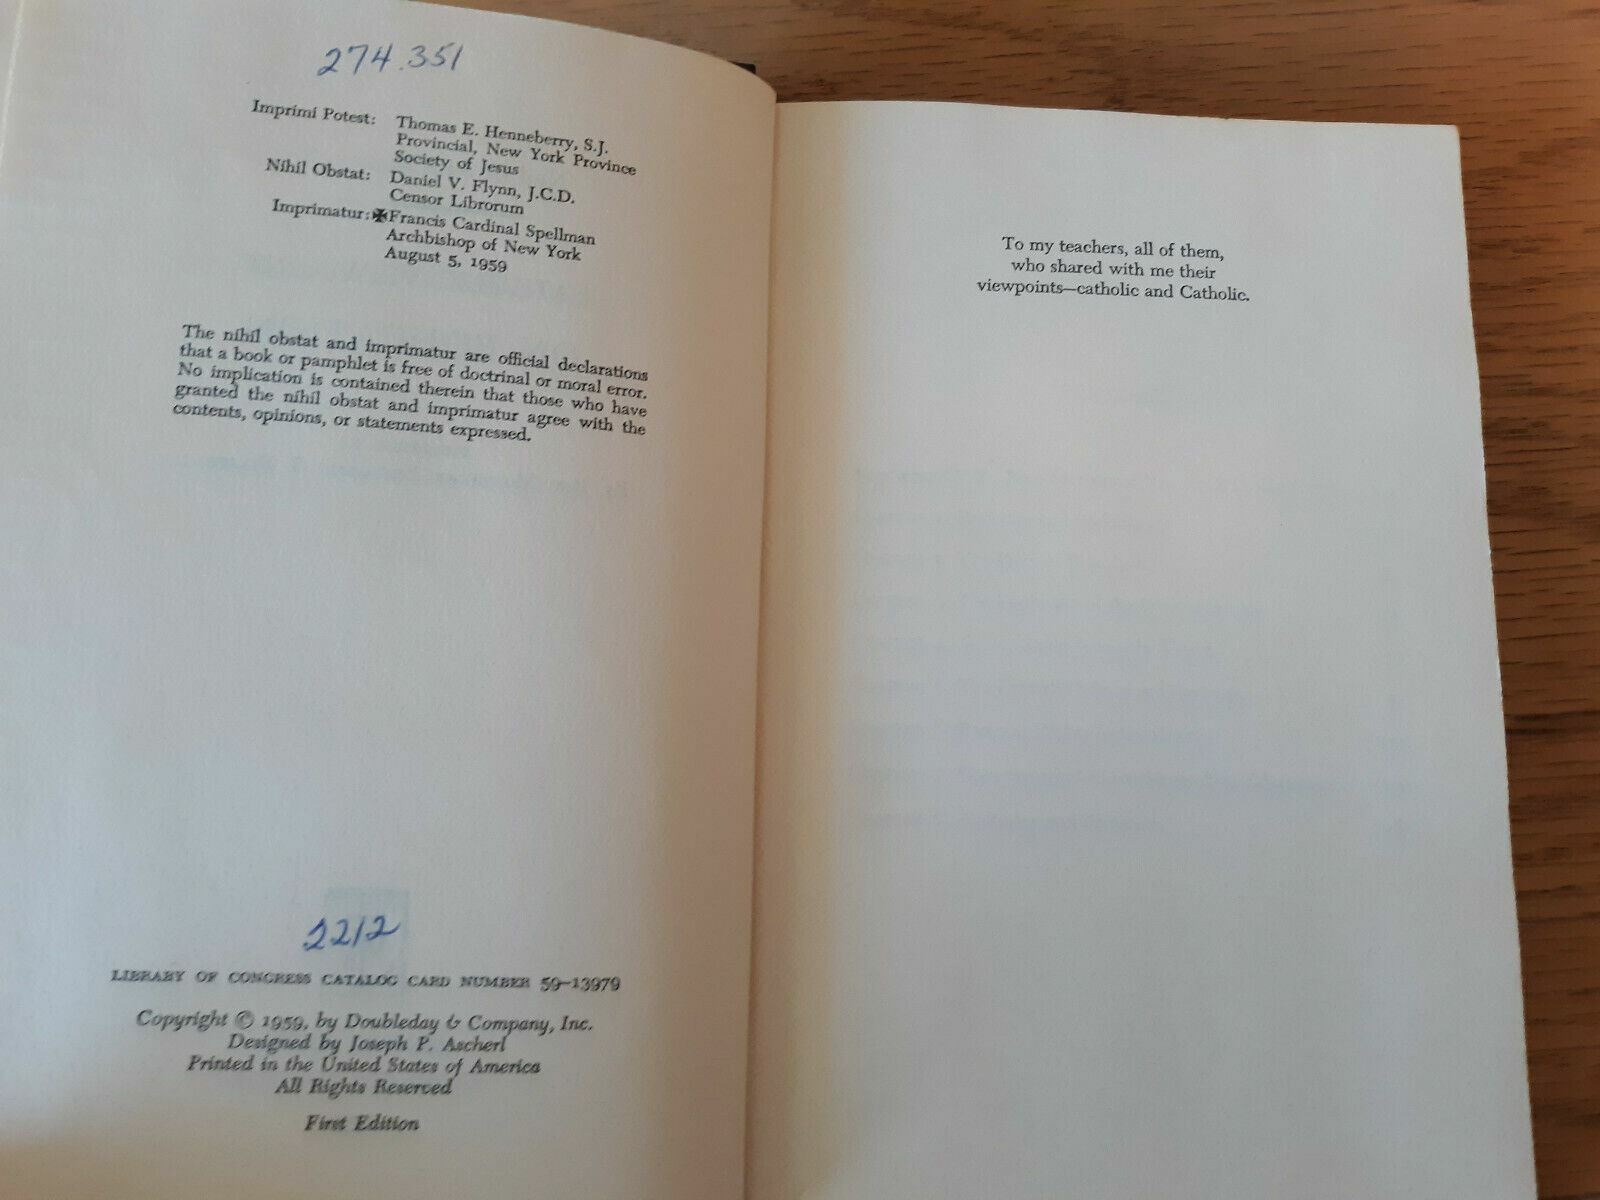 274.351
Imprimi Potest: Thomas E. Henneberry, S.J.
Provincial, New York Province
Society of Jesus
Nihil Obstat: Daniel V. Flynn, J.C.D.
Censor Librorum
Imprimatur: ✠Francis Cardinal Spellman
Archbishop of New York
August 5, 1959
The nihil obstat and imprimatur are official declarations
that a book or pamphlet is free of doctrinal or moral error.
No implication is contained therein that those who have
granted the nihil obstat and imprimatur agree with the
contents, opinions, or statements expressed.
2212
LIBRARY OF CONGRESS CATALOG CARD NUMBER 59–13979
Copyright © 1959, by Doubleday & Company, Inc.
Designed by Joseph P. Ascherl
Printed in the United States of America
All Rights Reserved
First Edition
To my teachers, all of them,
who shared with me their
viewpoints—catholic and Catholic.